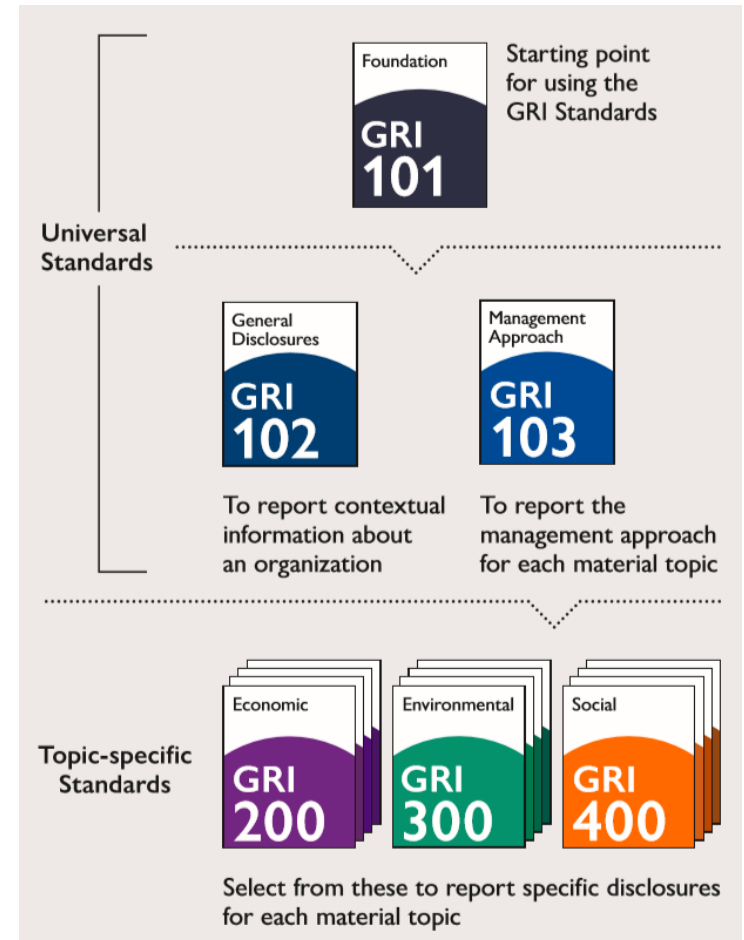 Foundation
GRI
101
Starting point
for using the
GRI Standards
Universal
Standards
General
Disclosures
GRI
102
Management
Approach
GRI
103
To report contextual
information about
an organization
To report the
management approach
for each material topic
Topic-specific
Standards
Economic
GRI
200
Environmental
GRI
300
Social
GRI
400
Select from these to report specific disclosures
for each material topic